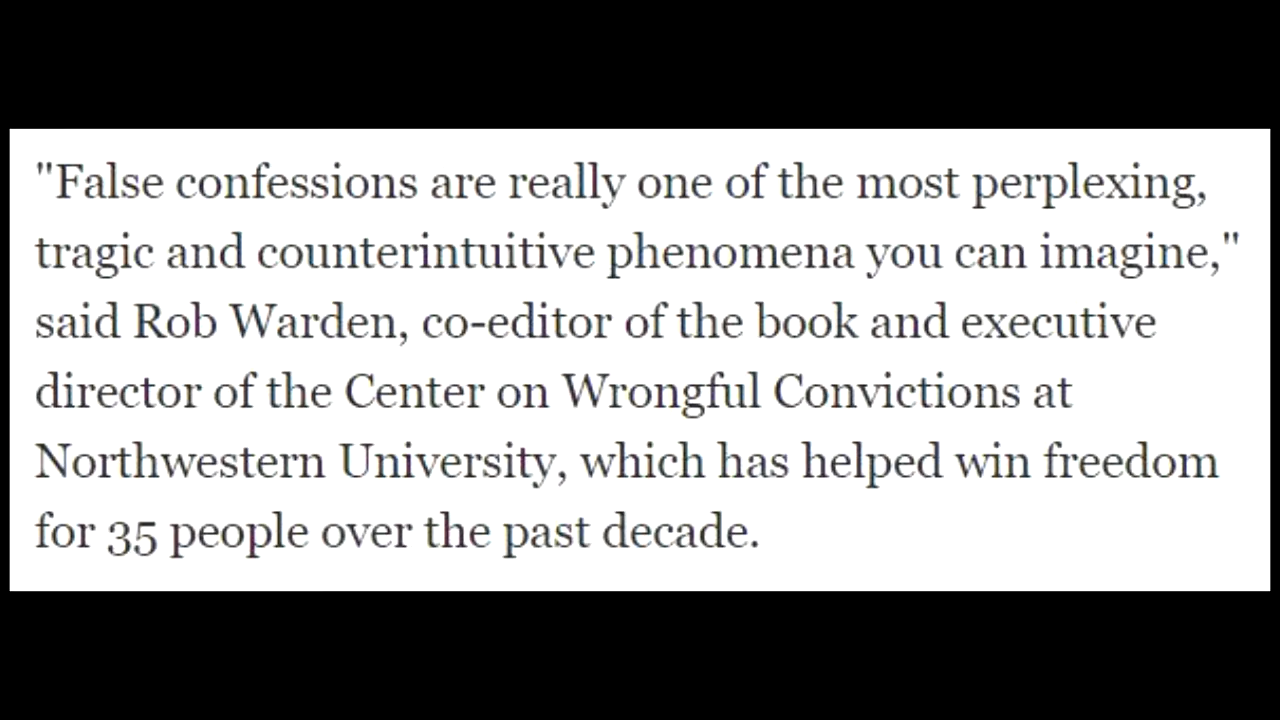 "False confessions are really one of the most perplexing,
tragic and counterintuitive phenomena you can imagine,"
said Rob Warden, co-editor of the book and executive
director of the Center on Wrongful Convictions at
Northwestern University, which has helped win freedom
for 35 people over the past decade.